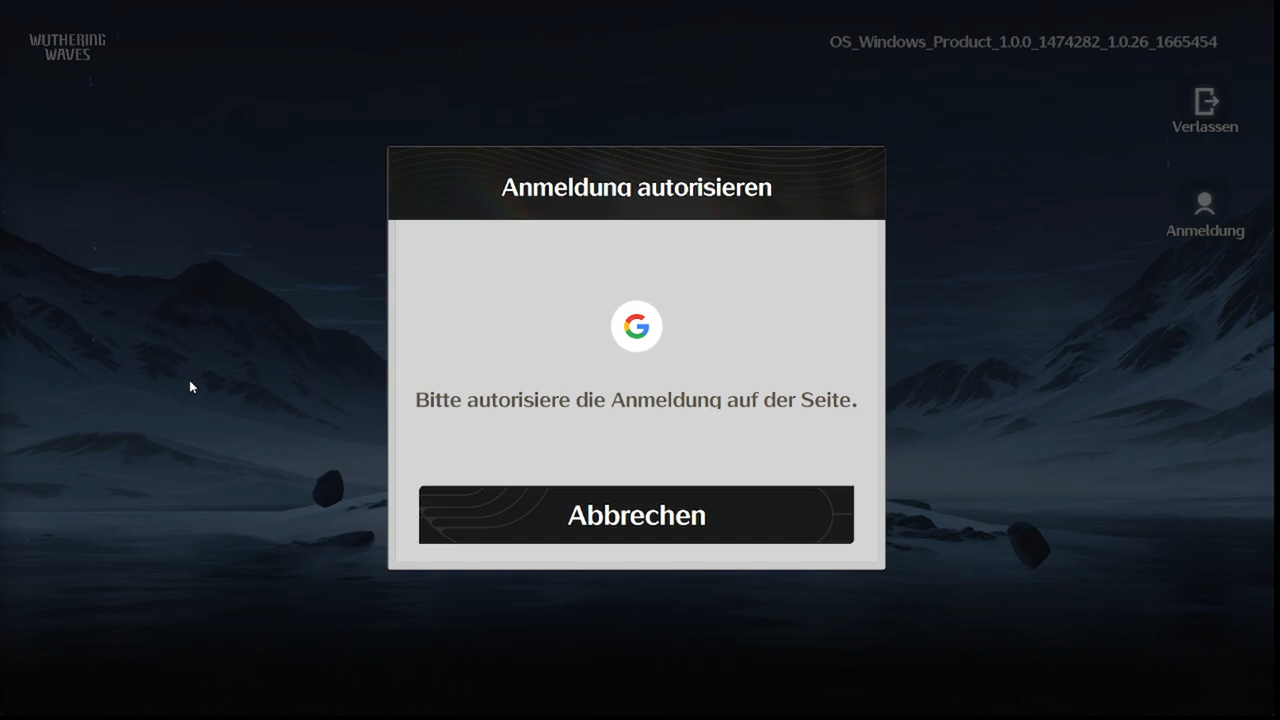 WUTHERING
WAVES
OS_Windows_Product_1.0.0_1474282_1.0.26_1665454
Verlassen
Anmeldung autorisieren
Anmeldung
Bitte autorisiere die Anmeldung auf der Seite.
Abbrechen